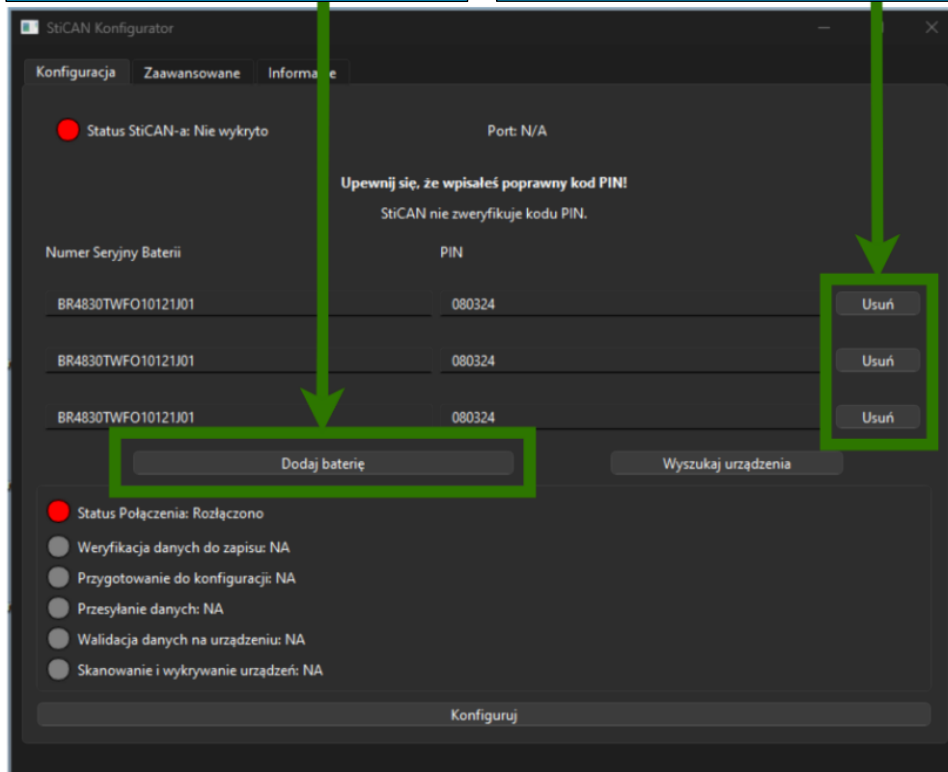 StiCAN Konfigurator
Konfiguracja Zaawansowane Informacje
Status StiCAN-a: Nie wykryto Port: N/A
Upewnij się, że wpisałeś poprawny kod PIN!
StiCAN nie zweryfikuje kodu PIN.
Numer Seryjny Baterii PIN
BR4830TWFO10121J01 080324 Usuń
BR4830TWFO10121J01 080324 Usuń
BR4830TWFO10121J01 080324 Usuń
Dodaj baterię Wyszukaj urządzenia
Status Połączenia: Rozłączono
Weryfikacja danych do zapisu: NA
Przygotowanie do konfiguracji: NA
Przesyłanie danych: NA
Walidacja danych na urządzeniu: NA
Skanowanie i wykrywanie urządzeń: NA
Konfiguruj